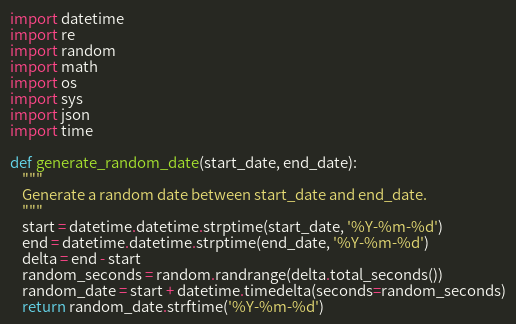 import datetime
import re
import random
import math
import os
import sys
import json
import time

def generate_random_date(start_date, end_date):
    """
    Generate a random date between start_date and end_date.
    """
    start = datetime.datetime.strptime(start_date, '%Y-%m-%d')
    end = datetime.datetime.strptime(end_date, '%Y-%m-%d')
    delta = end - start
    random_seconds = random.randrange(delta.total_seconds())
    random_date = start + datetime.timedelta(seconds=random_seconds)
    return random_date.strftime('%Y-%m-%d')